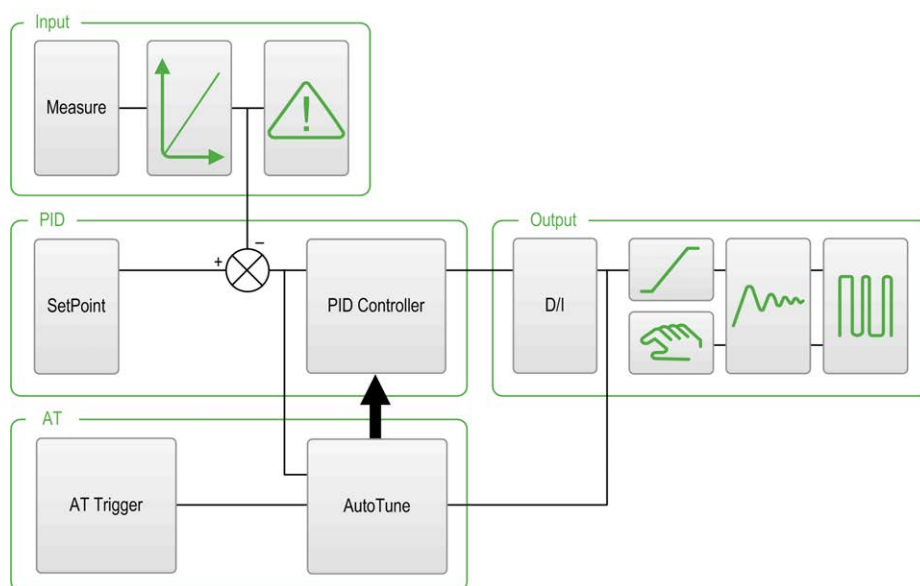 Input
Measure
!
PID
−
+
SetPoint
PID Controller
Output
D/I
AT
AT Trigger
AutoTune